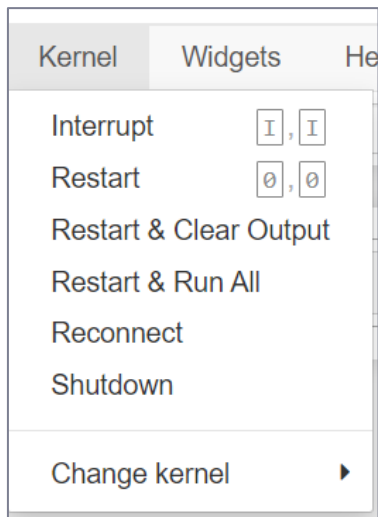 Kernel Widgets He
Interrupt I,I
Restart 0,0
Restart & Clear Output
Restart & Run All
Reconnect
Shutdown
Change kernel